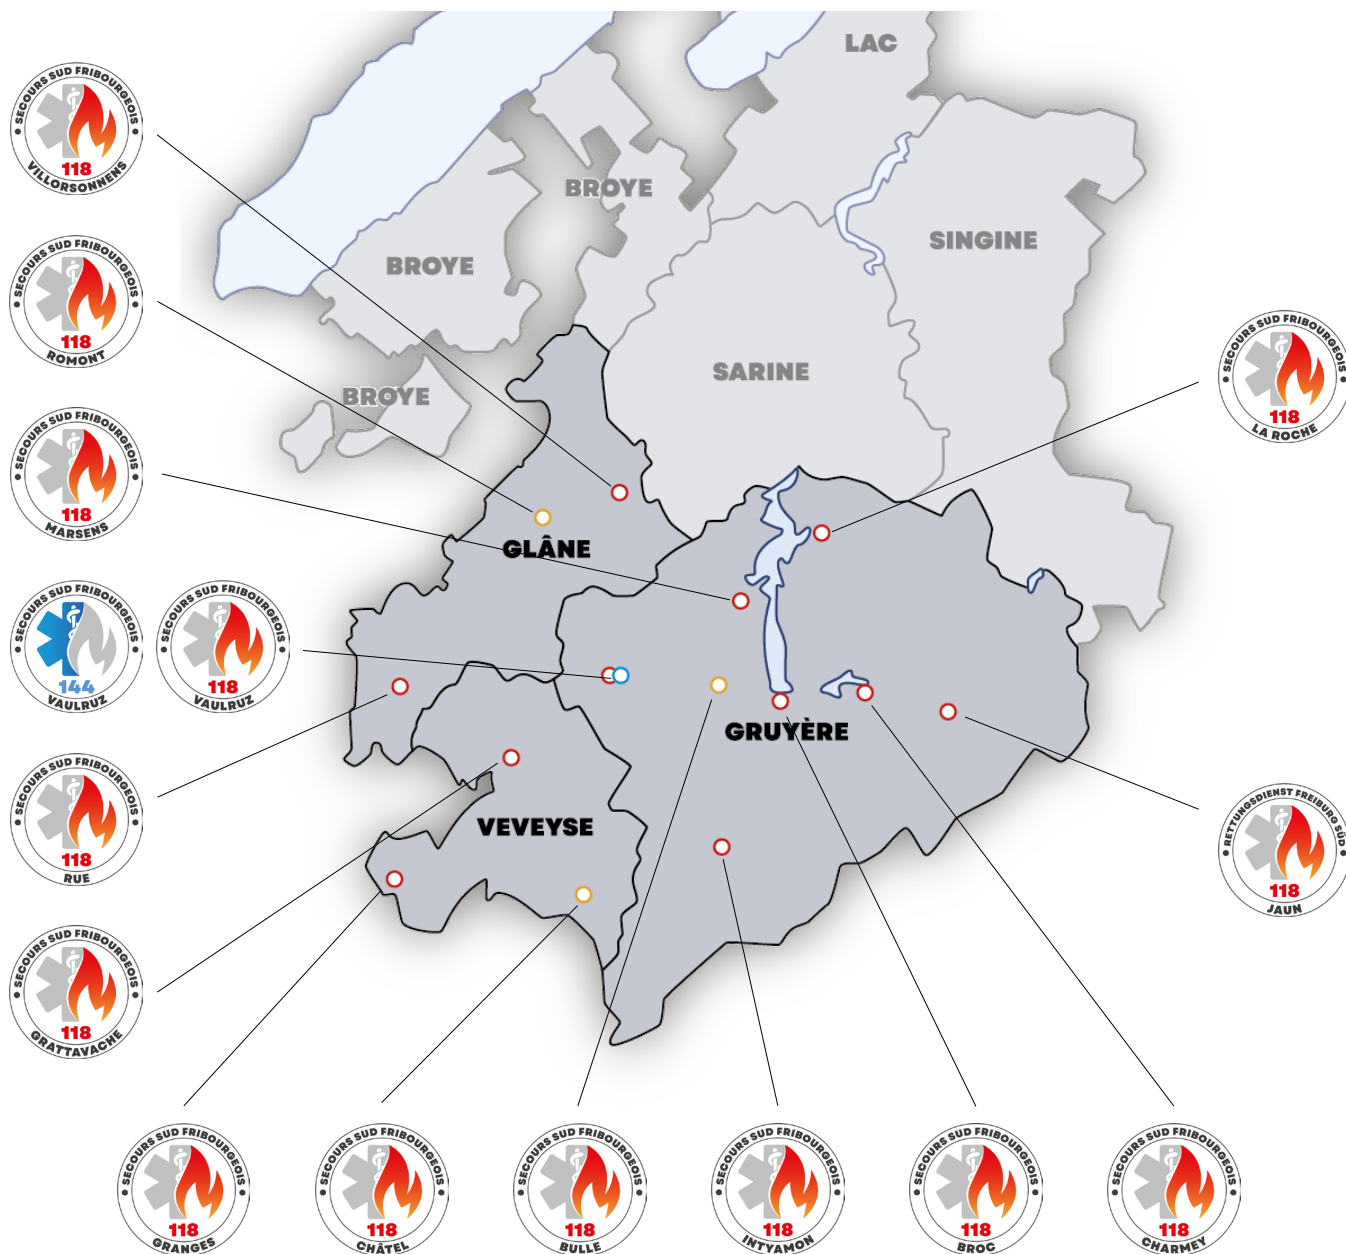 LAC
SECOURS SUD FRIBOURGEOIS
118
VILLORSONNENS
BROYE
SINGINE
BROYE
SECOURS SUD FRIBOURGEOIS
118
ROMONT
SARINE
BROYE
SECOURS SUD FRIBOURGEOIS
118
LA ROCHE
SECOURS SUD FRIBOURGEOIS
118
MARSENS
GLÂNE
SECOURS SUD FRIBOURGEOIS
144
VAULRUZ
SECOURS SUD FRIBOURGEOIS
118
VAULRUZ
GRUYÈRE
SECOURS SUD FRIBOURGEOIS
118
RUE
VEVEYSE
RETTUNGSDIENST FREIBURG SÜD
118
JAUN
SECOURS SUD FRIBOURGEOIS
118
GRATTAVACHE
SECOURS SUD FRIBOURGEOIS
118
GRANGES
SECOURS SUD FRIBOURGEOIS
118
CHÂTEL
SECOURS SUD FRIBOURGEOIS
118
BULLE
SECOURS SUD FRIBOURGEOIS
118
INTYAMON
SECOURS SUD FRIBOURGEOIS
118
BROC
SECOURS SUD FRIBOURGEOIS
118
CHARMEY